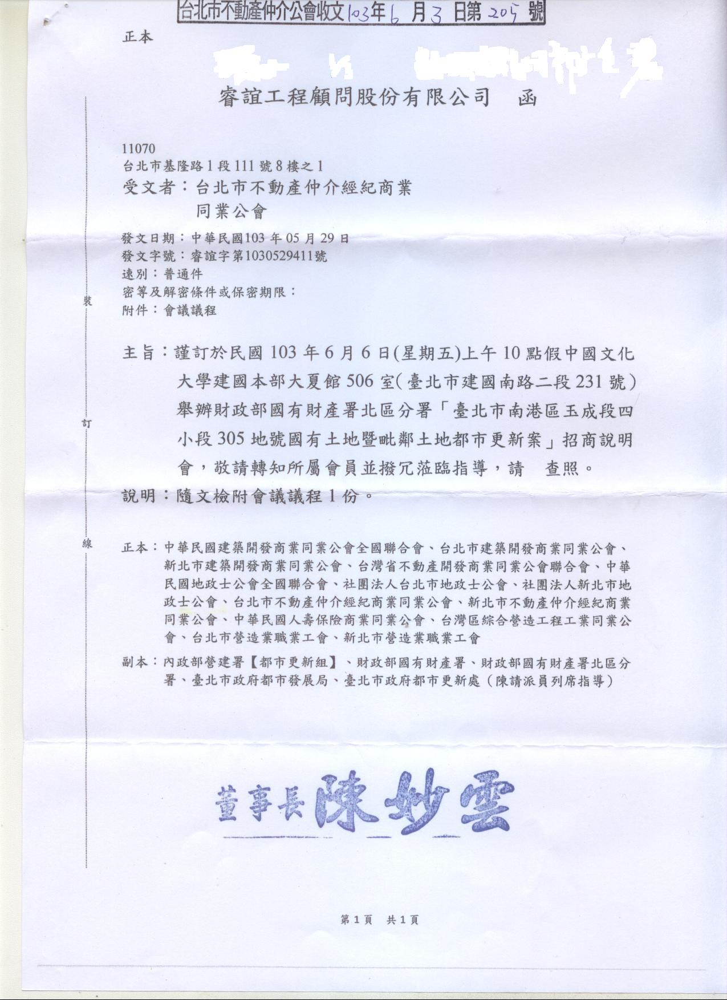 台北市不動產仲介公會收文103年6月3日第205號
正本
睿誼工程顧問股份有限公司 函
11070
台北市基隆路1段111號8樓之1
受文者：台北市不動產仲介經紀商業
同業公會
發文日期：中華民國103年05月29日
發文字號：睿誼字第1030529411號
速別：普通件
密等及解密條件或保密期限：
附件：會議議程
裝
主旨：謹訂於民國103年6月6日(星期五)上午10點假中國文化
大學建國本部大夏館506室(臺北市建國南路二段231號)
舉辦財政部國有財產署北區分署「臺北市南港區玉成段四
訂
小段305地號國有土地暨毗鄰土地都市更新案」招商說明
會，敬請轉知所屬會員並撥冗蒞臨指導，請 查照。
說明：隨文檢附會議議程1份。
線
正本：中華民國建築開發商業同業公會全國聯合會、台北市建築開發商業同業公會、
新北市建築開發商業同業公會、台灣省不動產開發商業同業公會聯合會、中華
民國地政士公會全國聯合會、社團法人台北市地政士公會、社團法人新北市地
政士公會、台北市不動產仲介經紀商業同業公會、新北市不動產仲介經紀商業
同業公會、中華民國人壽保險商業同業公會、台灣區綜合營造工程工業同業公
會、台北市營造業職業工會、新北市營造業職業工會
副本：內政部營建署【都市更新組】、財政部國有財產署、財政部國有財產署北區分
署、臺北市政府都市發展局、臺北市政府都市更新處（陳請派員列席指導）
董事長陳妙雲
第1頁 共1頁